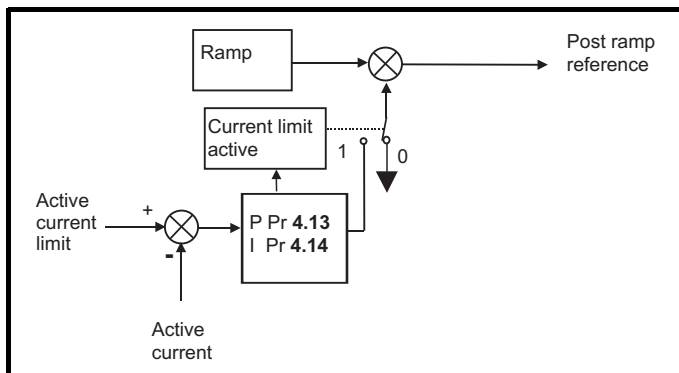 Ramp
Post ramp
reference
Current limit
active
1
0
Active
current
limit
+
-
P Pr 4.13
I Pr 4.14
Active
current